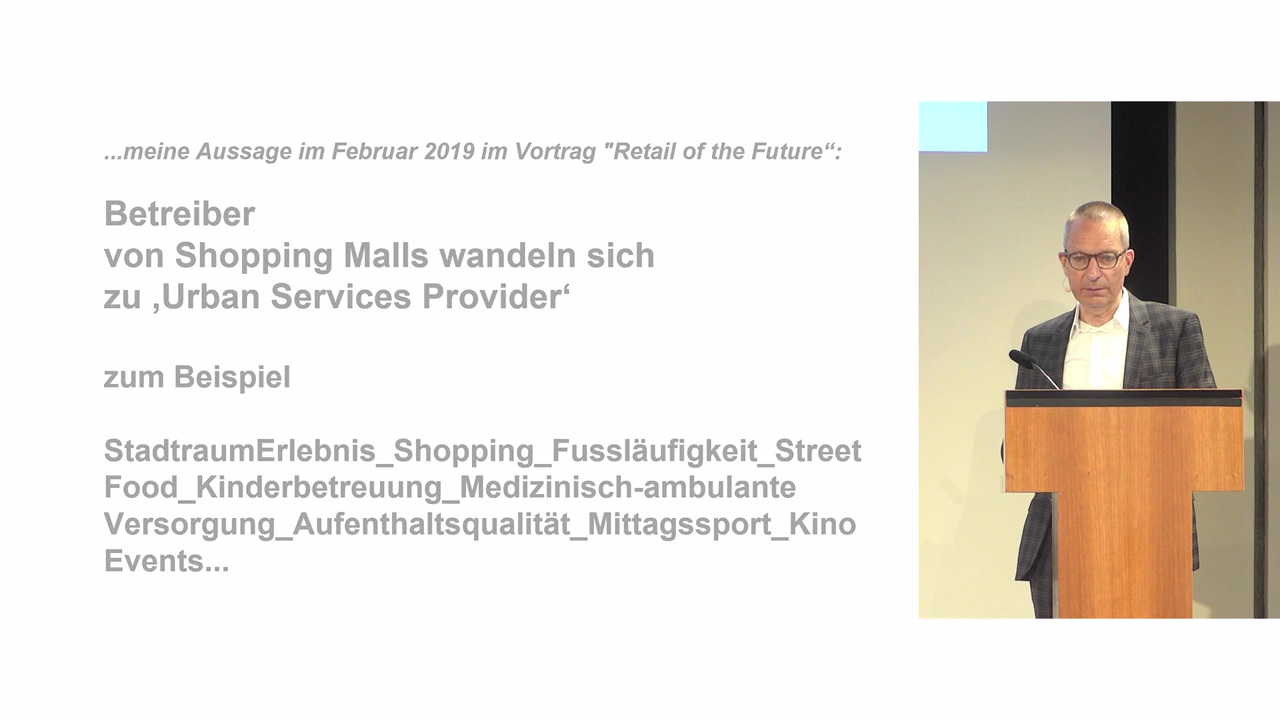 ...meine Aussage im Februar 2019 im Vortrag "Retail of the Future“:
Betreiber
von Shopping Malls wandeln sich
zu ‚Urban Services Provider‘
zum Beispiel
StadtraumErlebnis_Shopping_Fussläufigkeit_Street
Food_Kinderbetreuung_Medizinisch-ambulante
Versorgung_Aufenthaltsqualität_Mittagssport_Kino
Events...